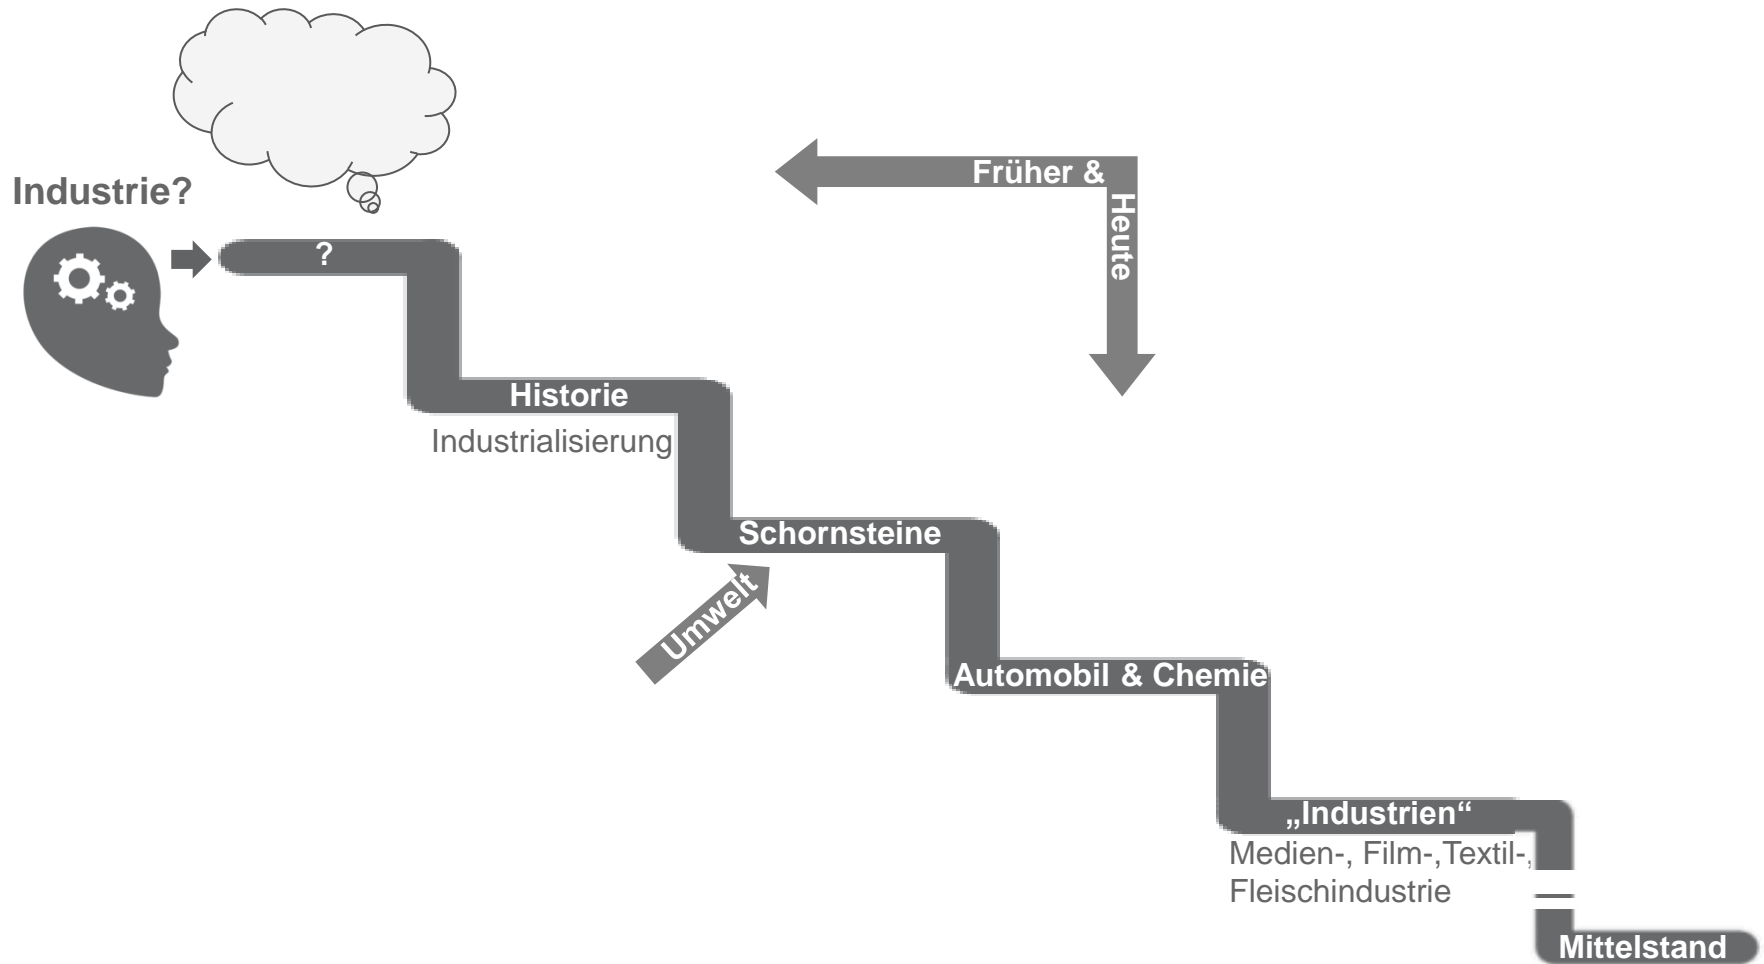 Industrie?
Früher &
Heute
?
Historie
Industrialisierung
Schornsteine
Umwelt
Automobil & Chemie
„Industrien“
Medien-, Film-,Textil-,
Fleischindustrie
Mittelstand